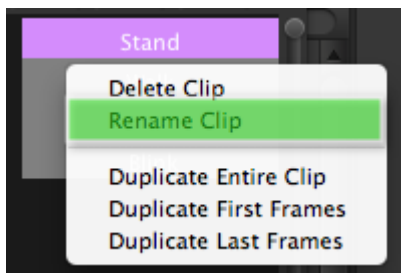 Stand
Delete Clip
Rename Clip
Duplicate Entire Clip
Duplicate First Frames
Duplicate Last Frames